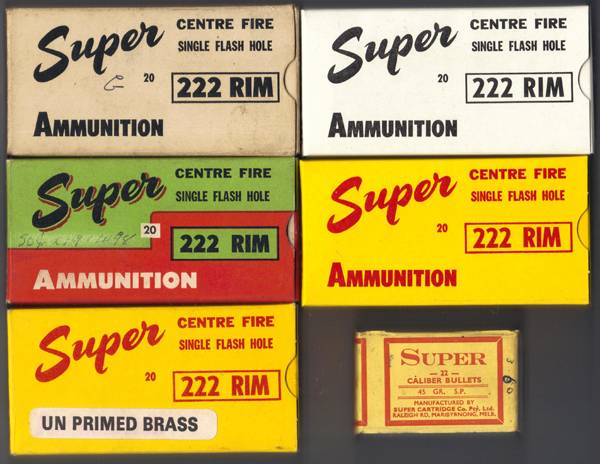 Super
CENTRE FIRE
SINGLE FLASH HOLE
20
222 RIM
AMMUNITION
Super
CENTRE FIRE
SINGLE FLASH HOLE
20
222 RIM
AMMUNITION
Super
CENTRE FIRE
SINGLE FLASH HOLE
20
222 RIM
AMMUNITION
Super
CENTRE FIRE
SINGLE FLASH HOLE
20
222 RIM
AMMUNITION
Super
CENTRE FIRE
SINGLE FLASH HOLE
20
222 RIM
UN PRIMED BRASS
SUPER
— 22 —
CALIBER BULLETS
45 GR. S.P.
MANUFACTURED BY
SUPER CARTRIDGE Co. Pty. Ltd.
RALEIGH RD, MARIBYRNONG, MELB.